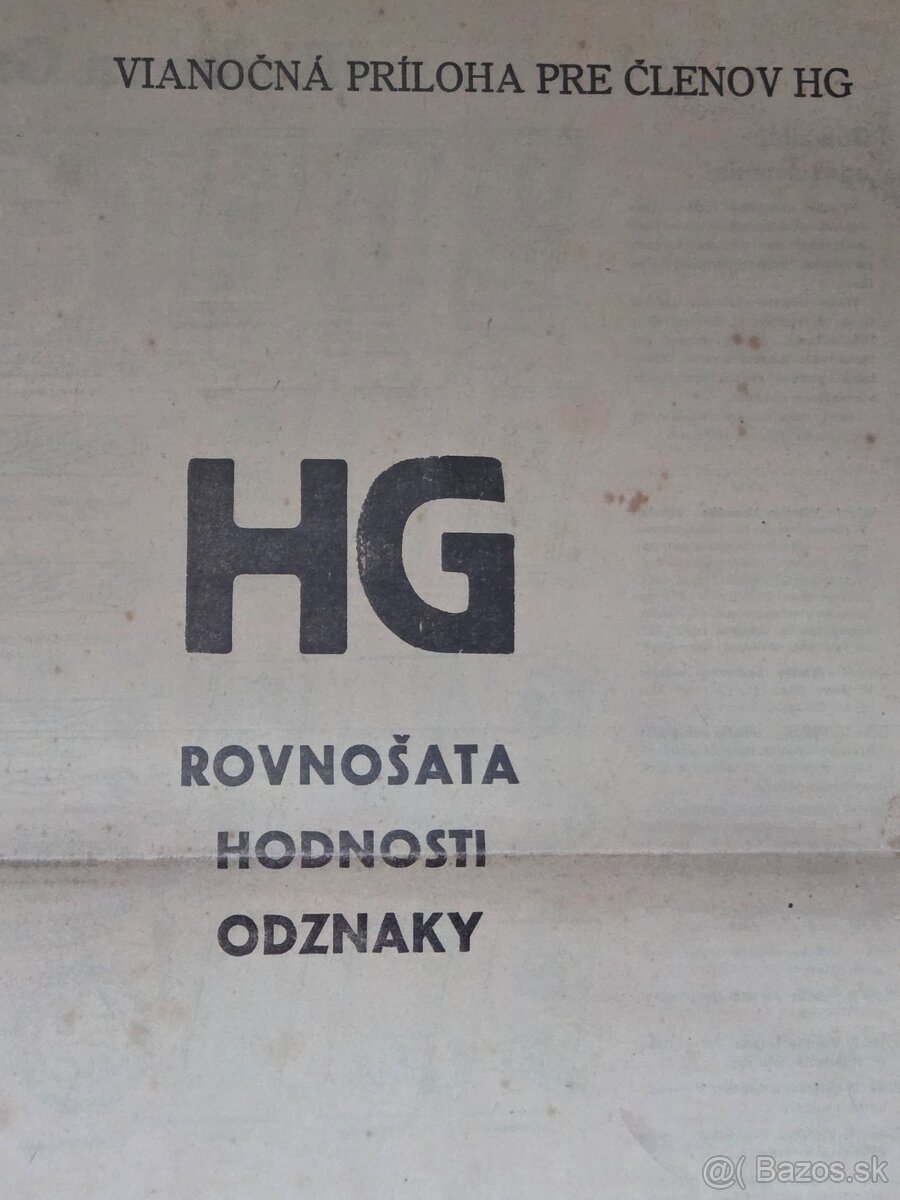 VIANOČNÁ PRÍLOHA PRE ČLENOV HG
HG
ROVNOŠATA
HODNOSTI
ODZNAKY
@( Bazos.sk